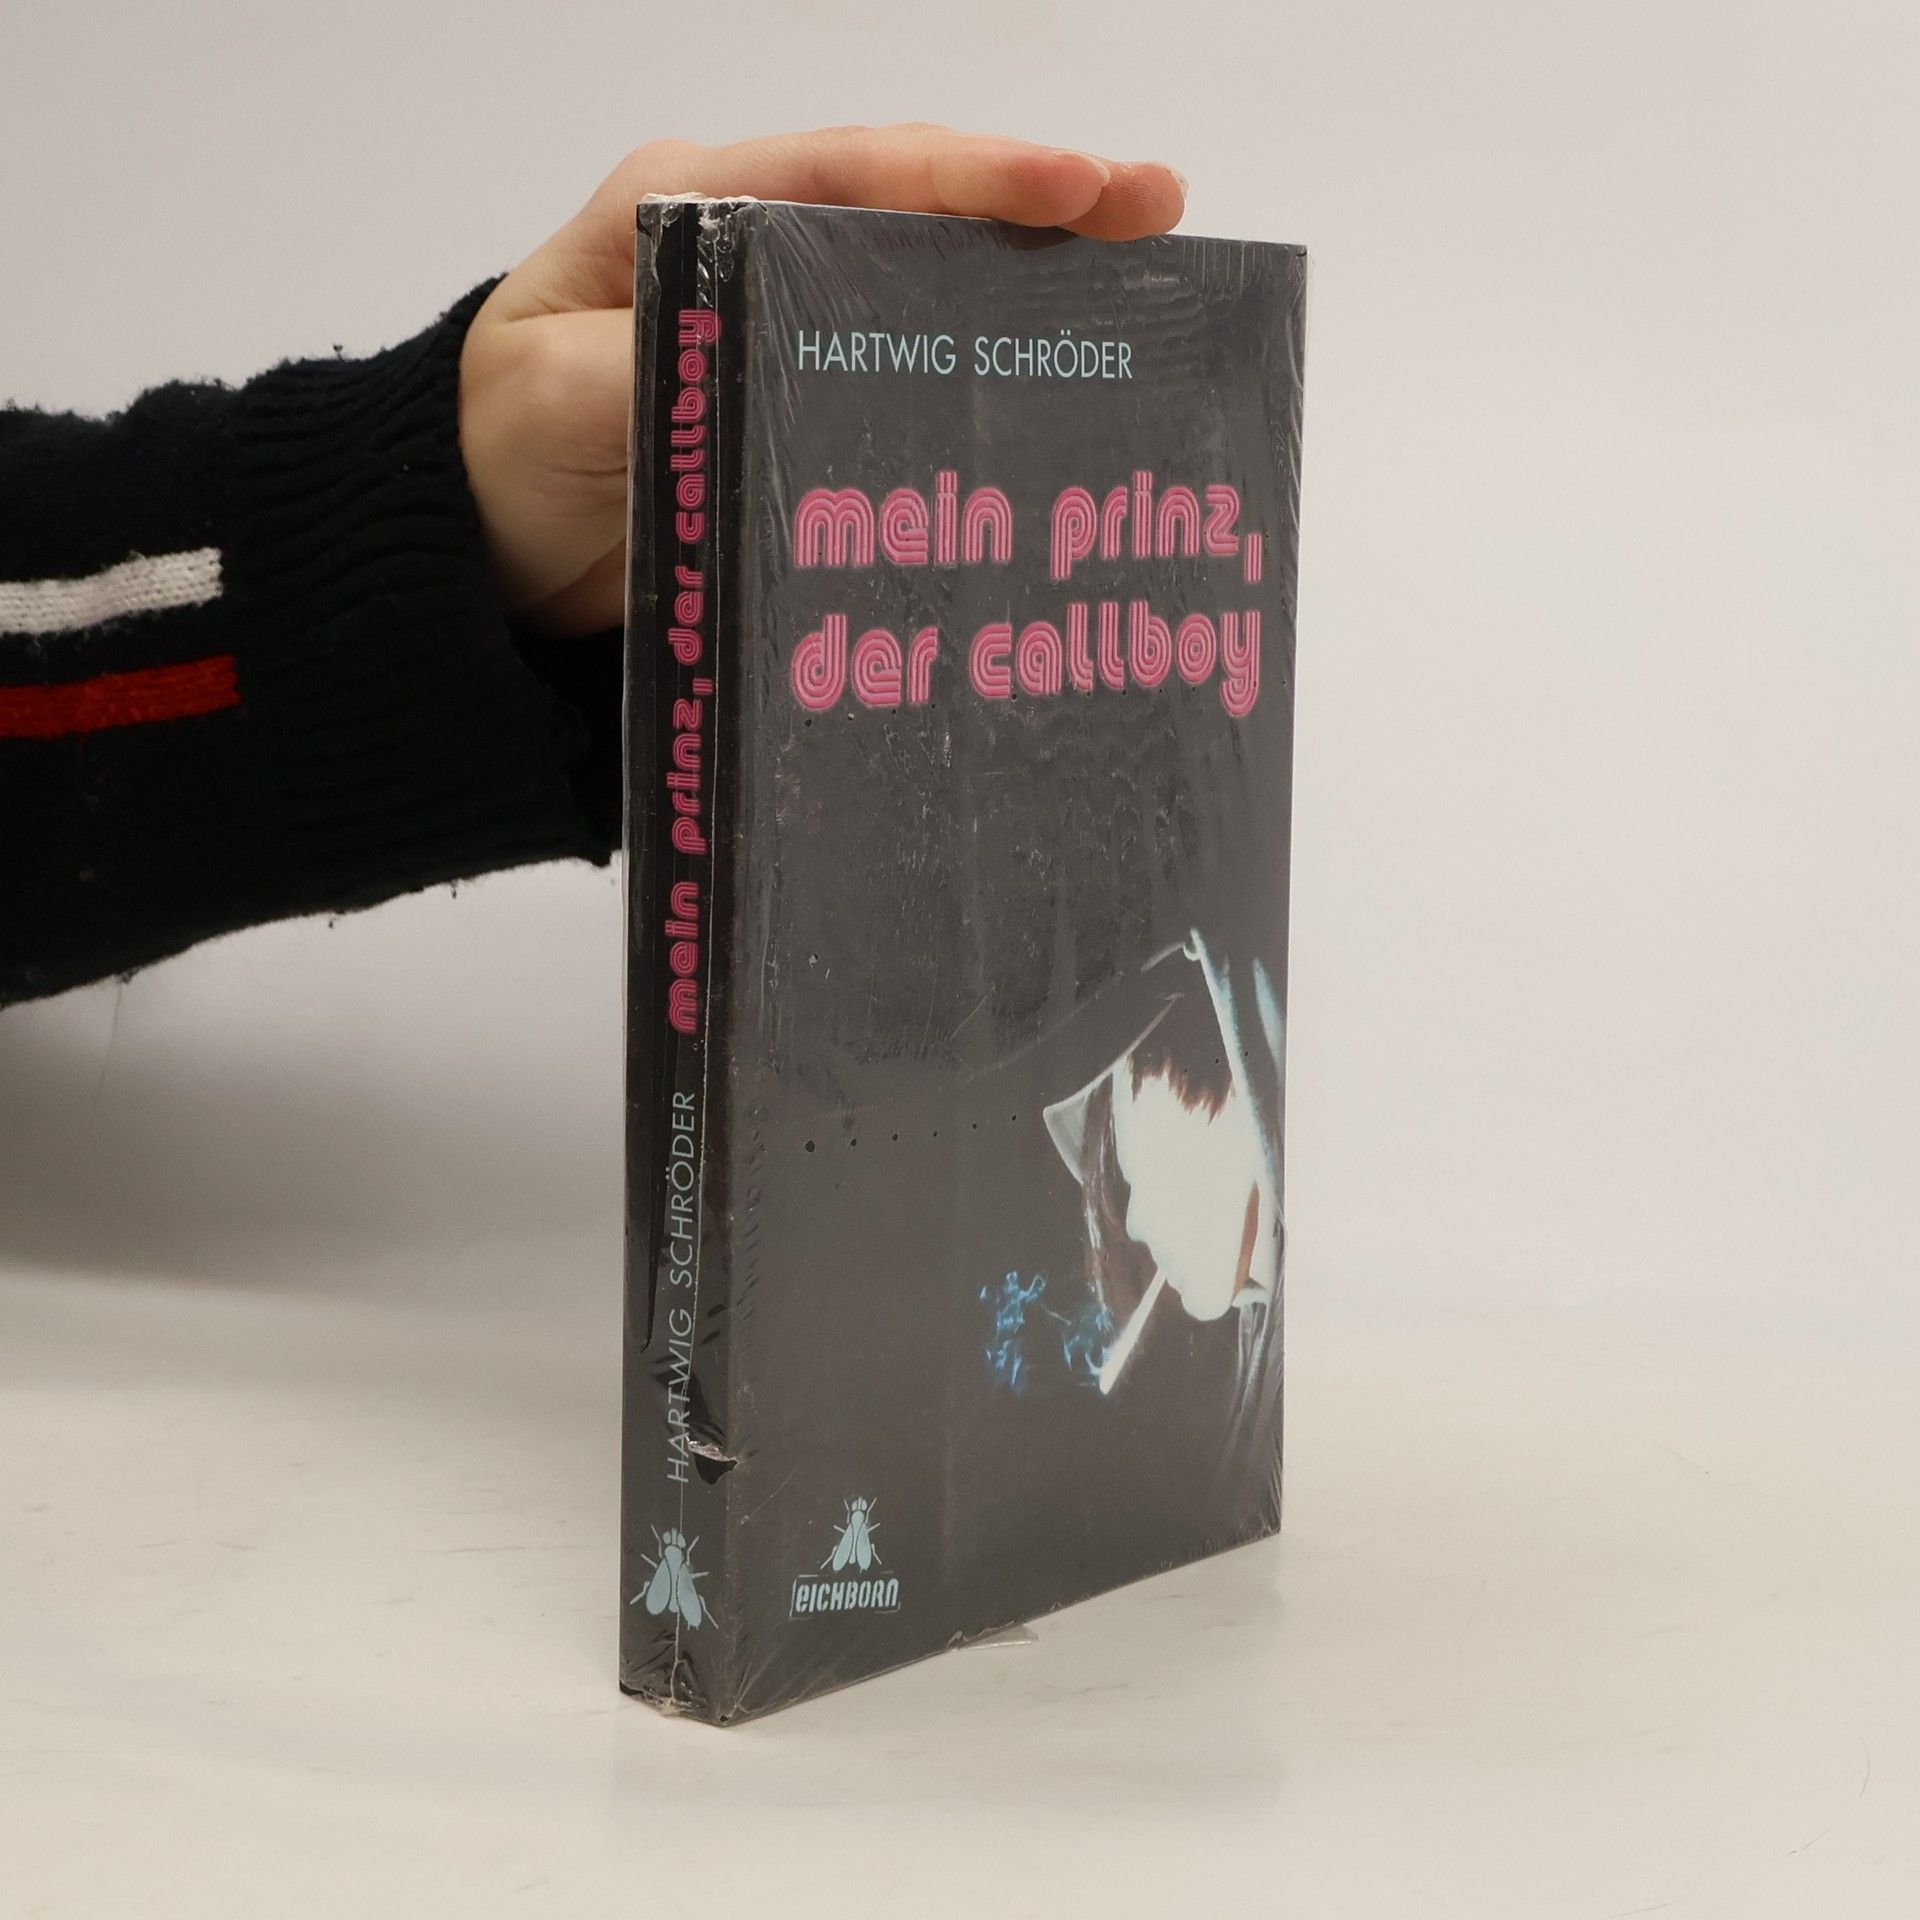 HARTWIG SCHRÖDER
mein prinz,
der callboy
eICHBORN
HARTWIG SCHRÖDER mein prinz, der callboy